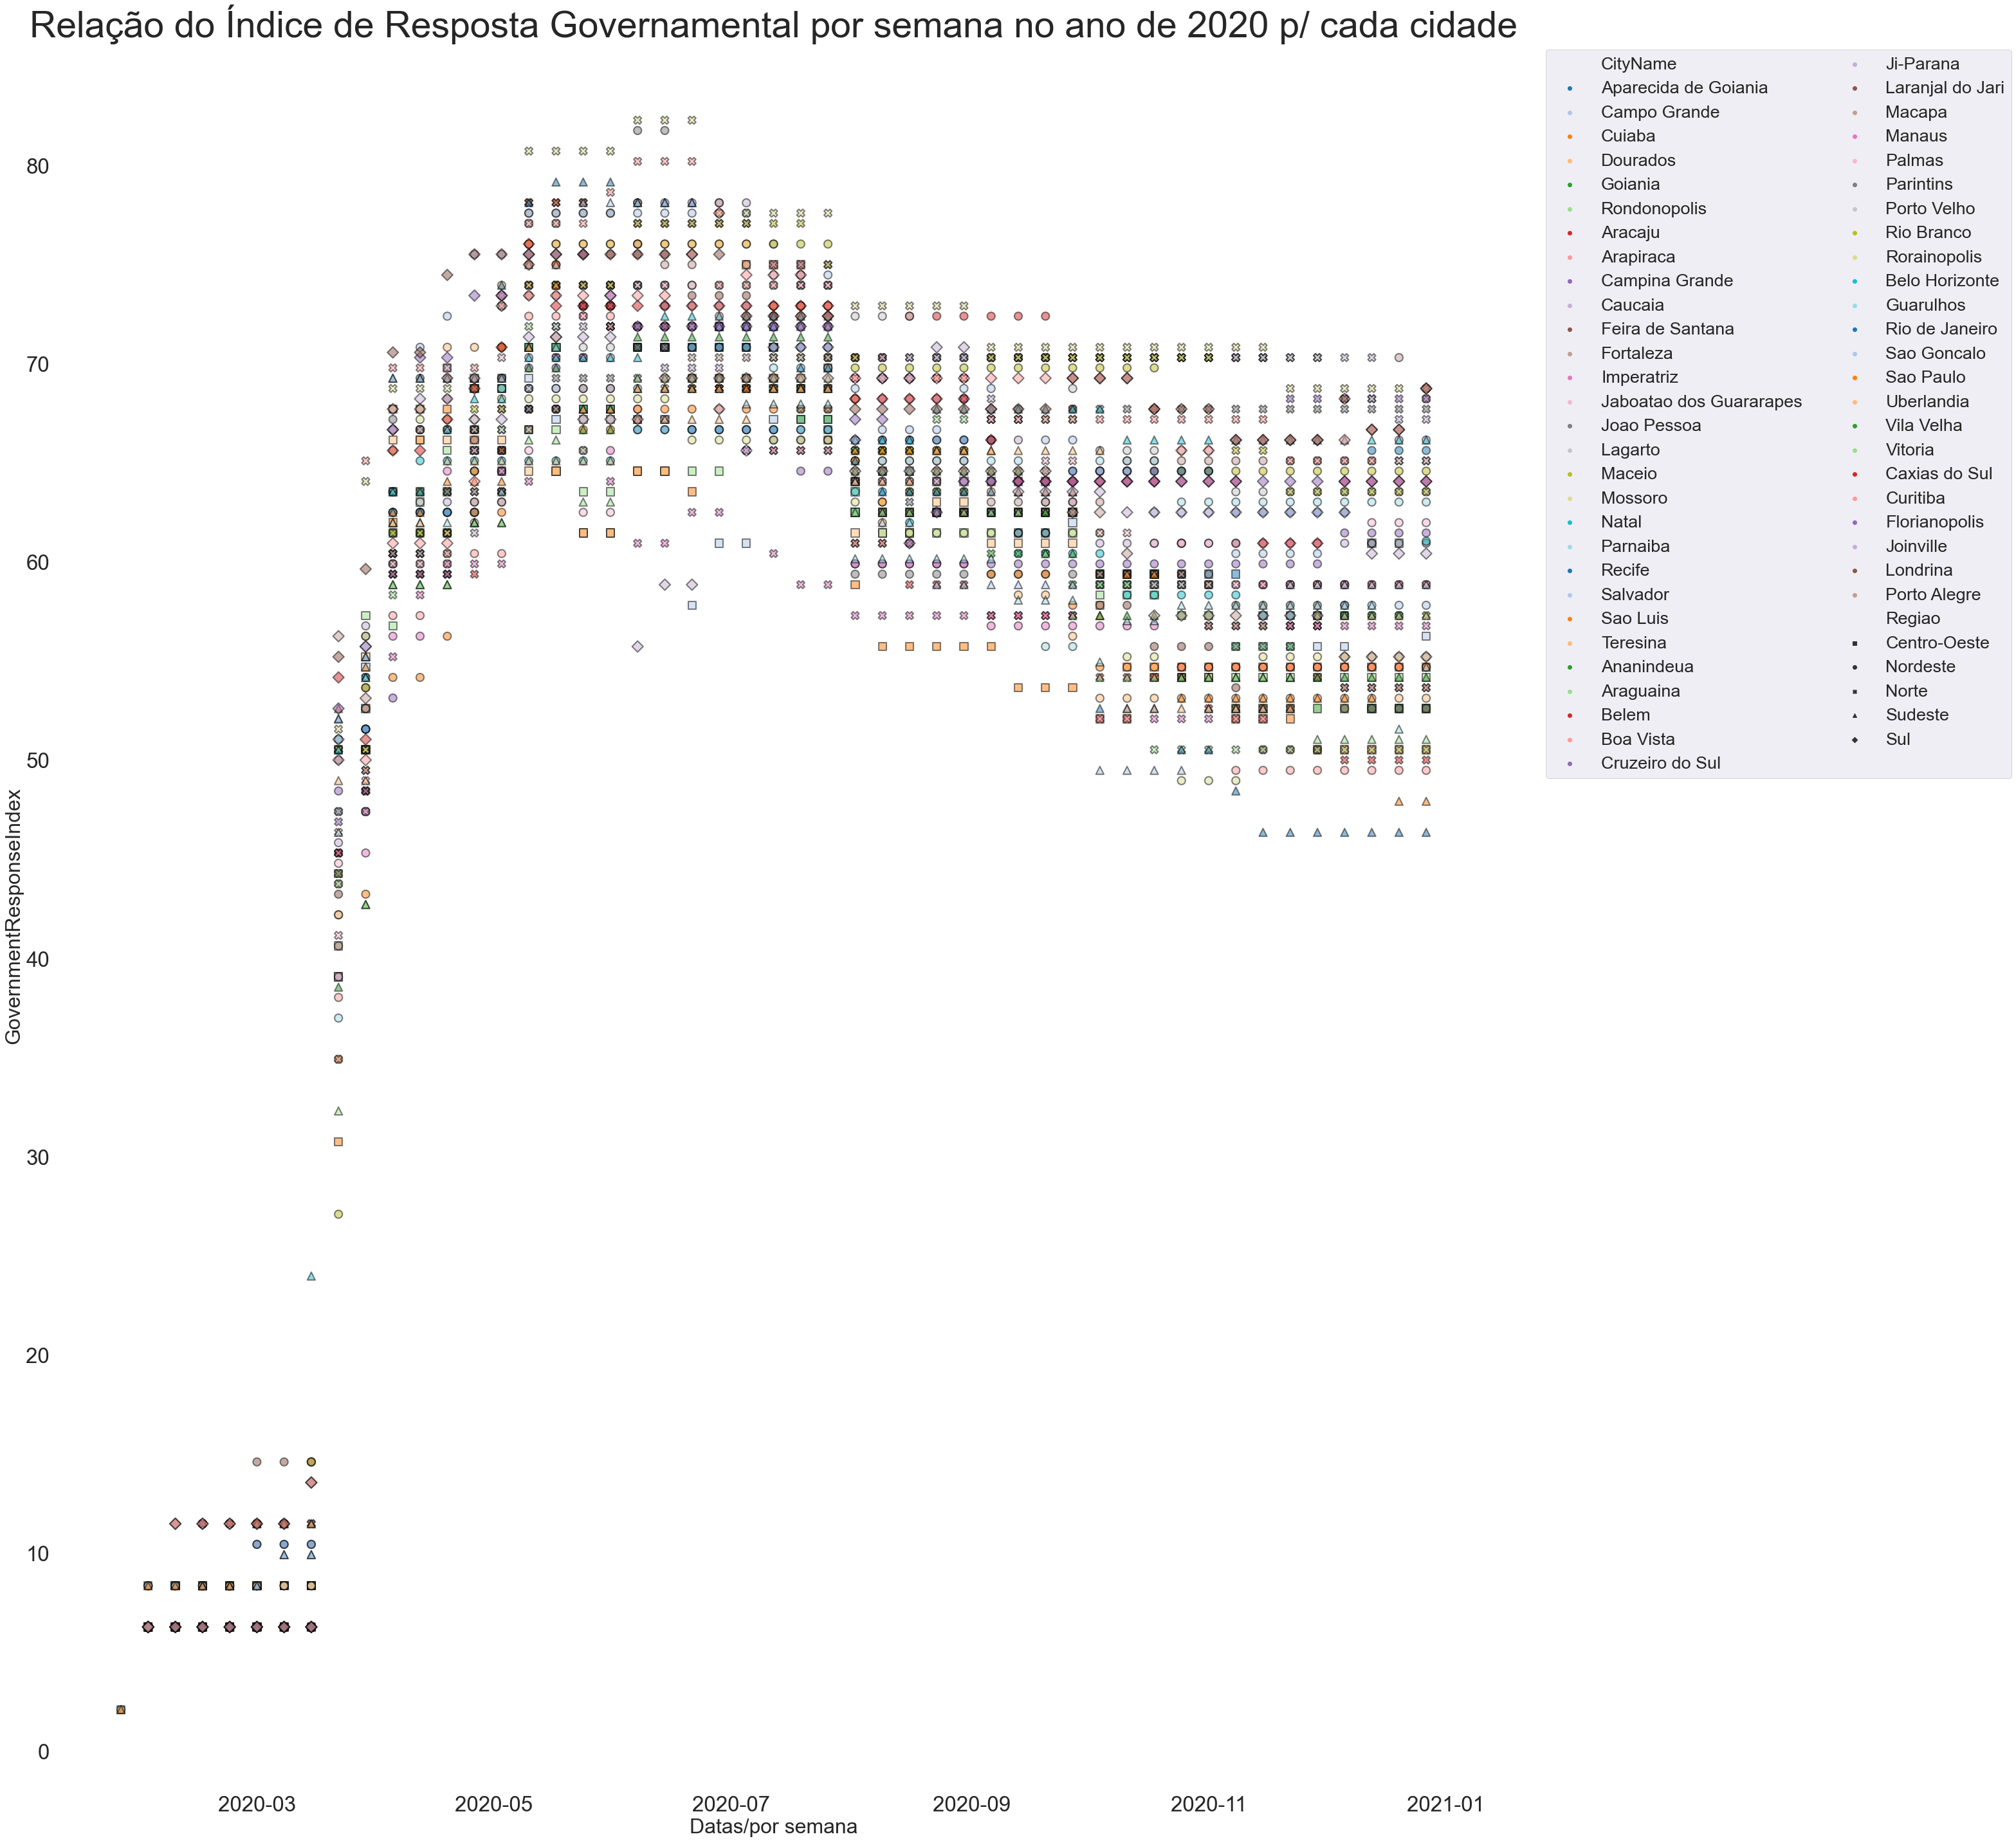 Relação do Índice de Resposta Governamental por semana no ano de 2020 p/ cada cidade
CityName
Aparecida de Goiania
Campo Grande
Cuiaba
Dourados
Goiania
Rondonopolis
Aracaju
Arapiraca
Campina Grande
Caucaia
Feira de Santana
Fortaleza
Imperatriz
Jaboatao dos Guararapes
Joao Pessoa
Lagarto
Maceio
Mossoro
Natal
Parnaiba
Recife
Salvador
Sao Luis
Teresina
Ananindeua
Araguaina
Belem
Boa Vista
Cruzeiro do Sul
Ji-Parana
Laranjal do Jari
Macapa
Manaus
Palmas
Parintins
Porto Velho
Rio Branco
Rorainopolis
Belo Horizonte
Guarulhos
Rio de Janeiro
Sao Goncalo
Sao Paulo
Uberlandia
Vila Velha
Vitoria
Caxias do Sul
Curitiba
Florianopolis
Joinville
Londrina
Porto Alegre
Regiao
Centro-Oeste
Nordeste
Norte
Sudeste
Sul
GovernmentResponseIndex
80
70
60
50
40
30
20
10
0
2020-03
2020-05
2020-07
2020-09
2020-11
2021-01
Datas/por semana